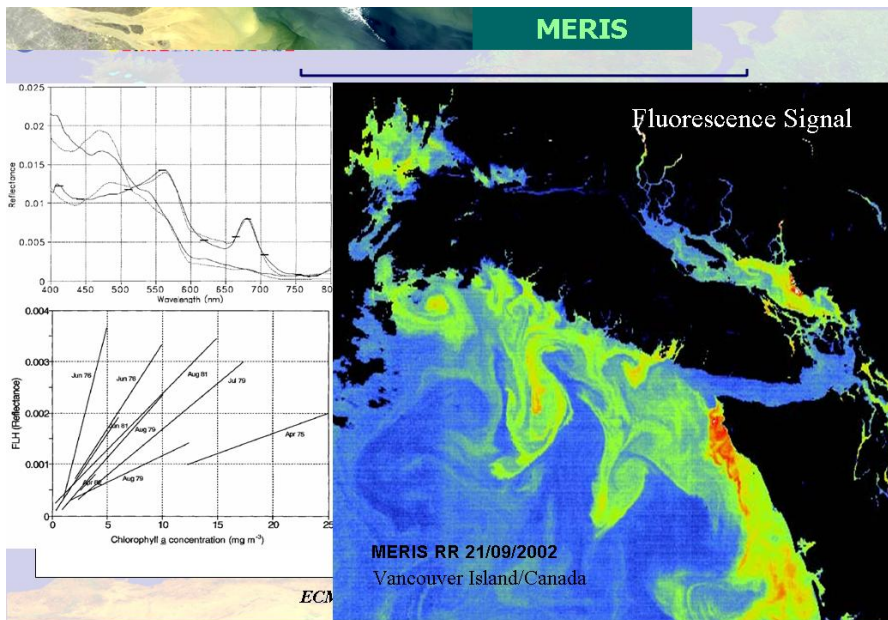 MERIS
Fluorescence Signal
0.025
0.02
0.015
0.01
0.005
0
Reflectance
400 450 500 550 600 650 700 750 80
Wavelength (nm)
0.004
0.003
0.002
0.001
0
FLH (Reflectance)
Jun 76
Jun 76
Aug 81
Jul 79
Jun 81
Aug 79
Apr 75
Aug 79
0 5 10 15 20 25
Chlorophyll a concentration (mg m-3)
MERIS RR 21/09/2002
Vancouver Island/Canada